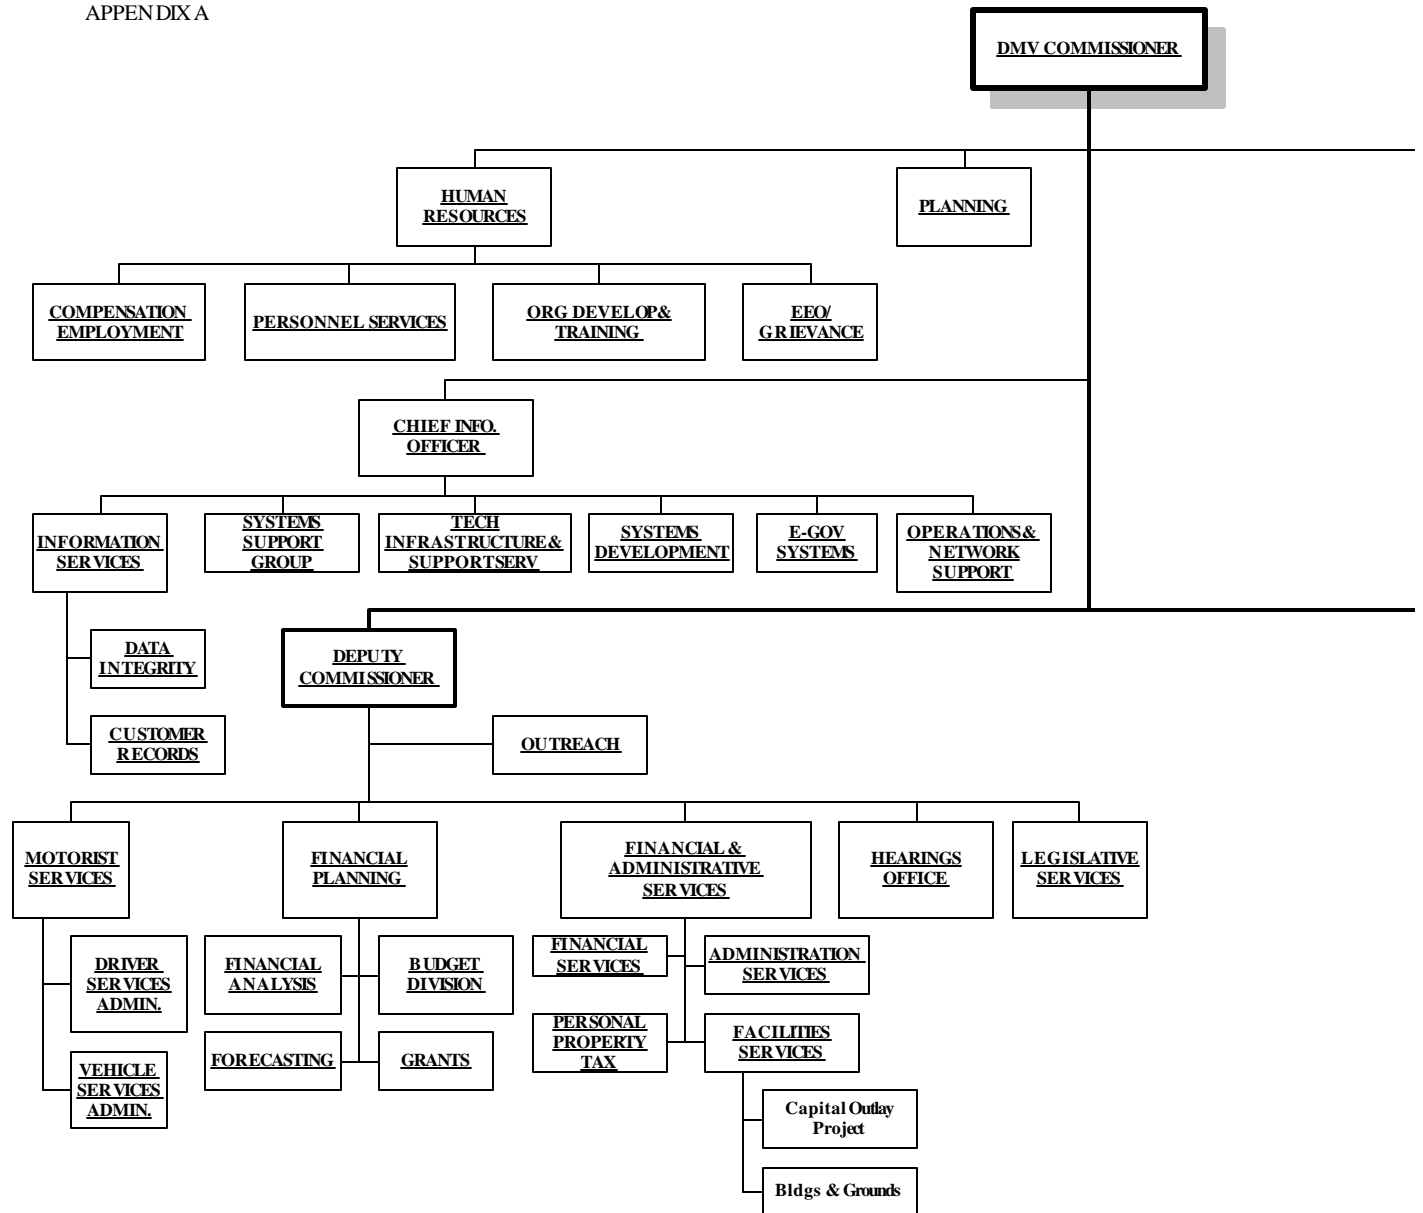 APPENDIX A
DMV COMMISSIONER
HUMAN
RESOURCES
PLANNING
COMPENSATION
EMPLOYMENT
PERSONNEL SERVICES
ORG DEVELOP&
TRAINING
EEO/
GRIEVANCE
CHIEF INFO.
OFFICER
INFORMATION
SERVICES
SYSTEMS
SUPPORT
GROUP
TECH
INFRASTRUCTURE &
SUPPORT SERV
SYSTEMS
DEVELOPMENT
E-GOV
SYSTEMS
OPERATIONS &
NETWORK
SUPPORT
DATA
INTEGRITY
CUSTOMER
RECORDS
DEPUTY
COMMISSIONER
OUTREACH
MOTORIST
SERVICES
FINANCIAL
PLANNING
FINANCIAL &
ADMINISTRATIVE
SERVICES
HEARINGS
OFFICE
LEGISLATIVE
SERVICES
DRIVER
SERVICES
ADMIN.
VEHICLE
SERVICES
ADMIN.
FINANCIAL
ANALYSIS
BUDGET
DIVISION
FORECASTING
GRANTS
FINANCIAL
SERVICES
ADMINISTRATION
SERVICES
PERSONAL
PROPERTY
TAX
FACILITIES
SERVICES
Capital Outlay
Project
Bldgs & Grounds